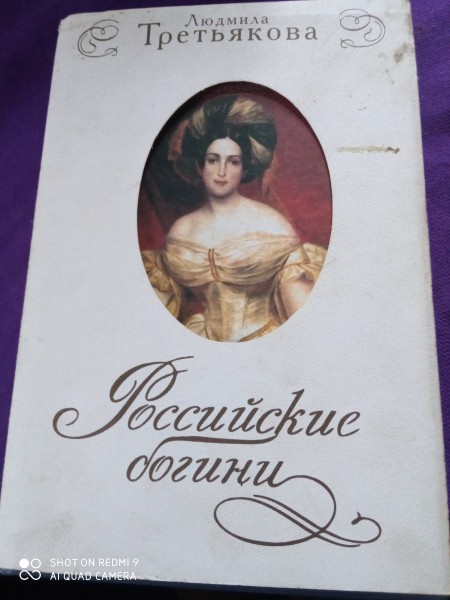 Людмила
Третьякова
Российские
богини
SHOT ON REDMI 9
AI QUAD CAMERA